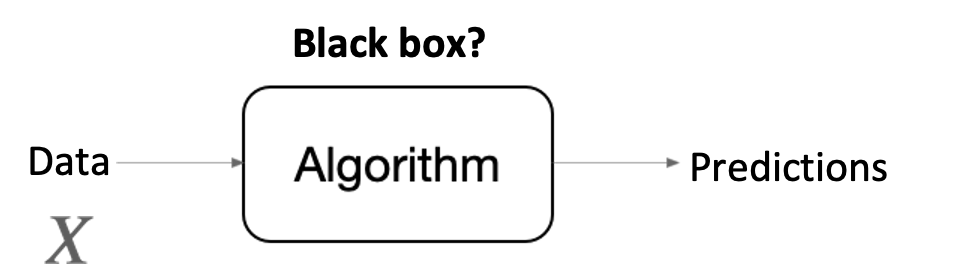 Black box?
Data
Algorithm
Predictions
X